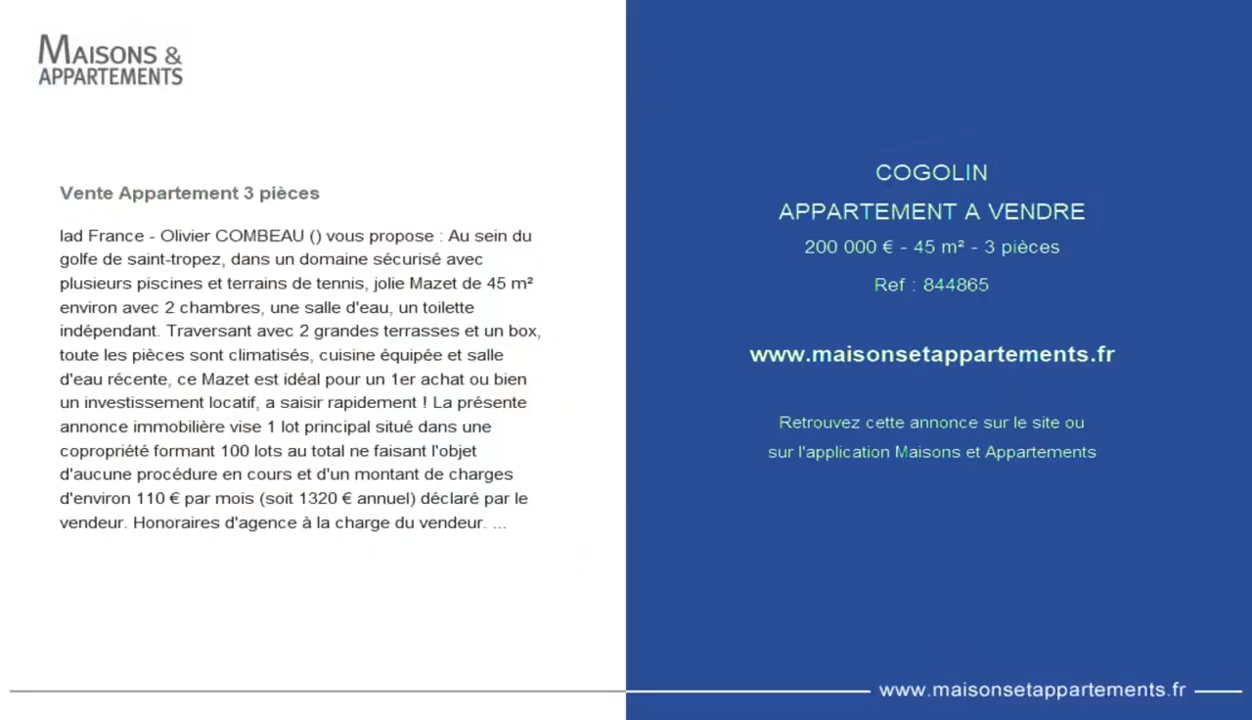 MAISONS &
APPARTEMENTS
Vente Appartement 3 pièces
Iad France - Olivier COMBEAU () vous propose : Au sein du
golfe de saint-tropez, dans un domaine sécurisé avec
plusieurs piscines et terrains de tennis, jolie Mazet de 45 m²
environ avec 2 chambres, une salle d'eau, un toilette
indépendant. Traversant avec 2 grandes terrasses et un box,
toute les pièces sont climatisés, cuisine équipée et salle
d'eau récente, ce Mazet est idéal pour un 1er achat ou bien
un investissement locatif, a saisir rapidement ! La présente
annonce immobilière vise 1 lot principal situé dans une
copropriété formant 100 lots au total ne faisant l'objet
d'aucune procédure en cours et d'un montant de charges
d'environ 110 € par mois (soit 1320 € annuel) déclaré par le
vendeur. Honoraires d'agence à la charge du vendeur. ...
COGOLIN
APPARTEMENT A VENDRE
200 000 € - 45 m² - 3 pièces
Ref : 844865
www.maisonsetappartements.fr
Retrouvez cette annonce sur le site ou
sur l'application Maisons et Appartements
www.maisonsetappartements.fr